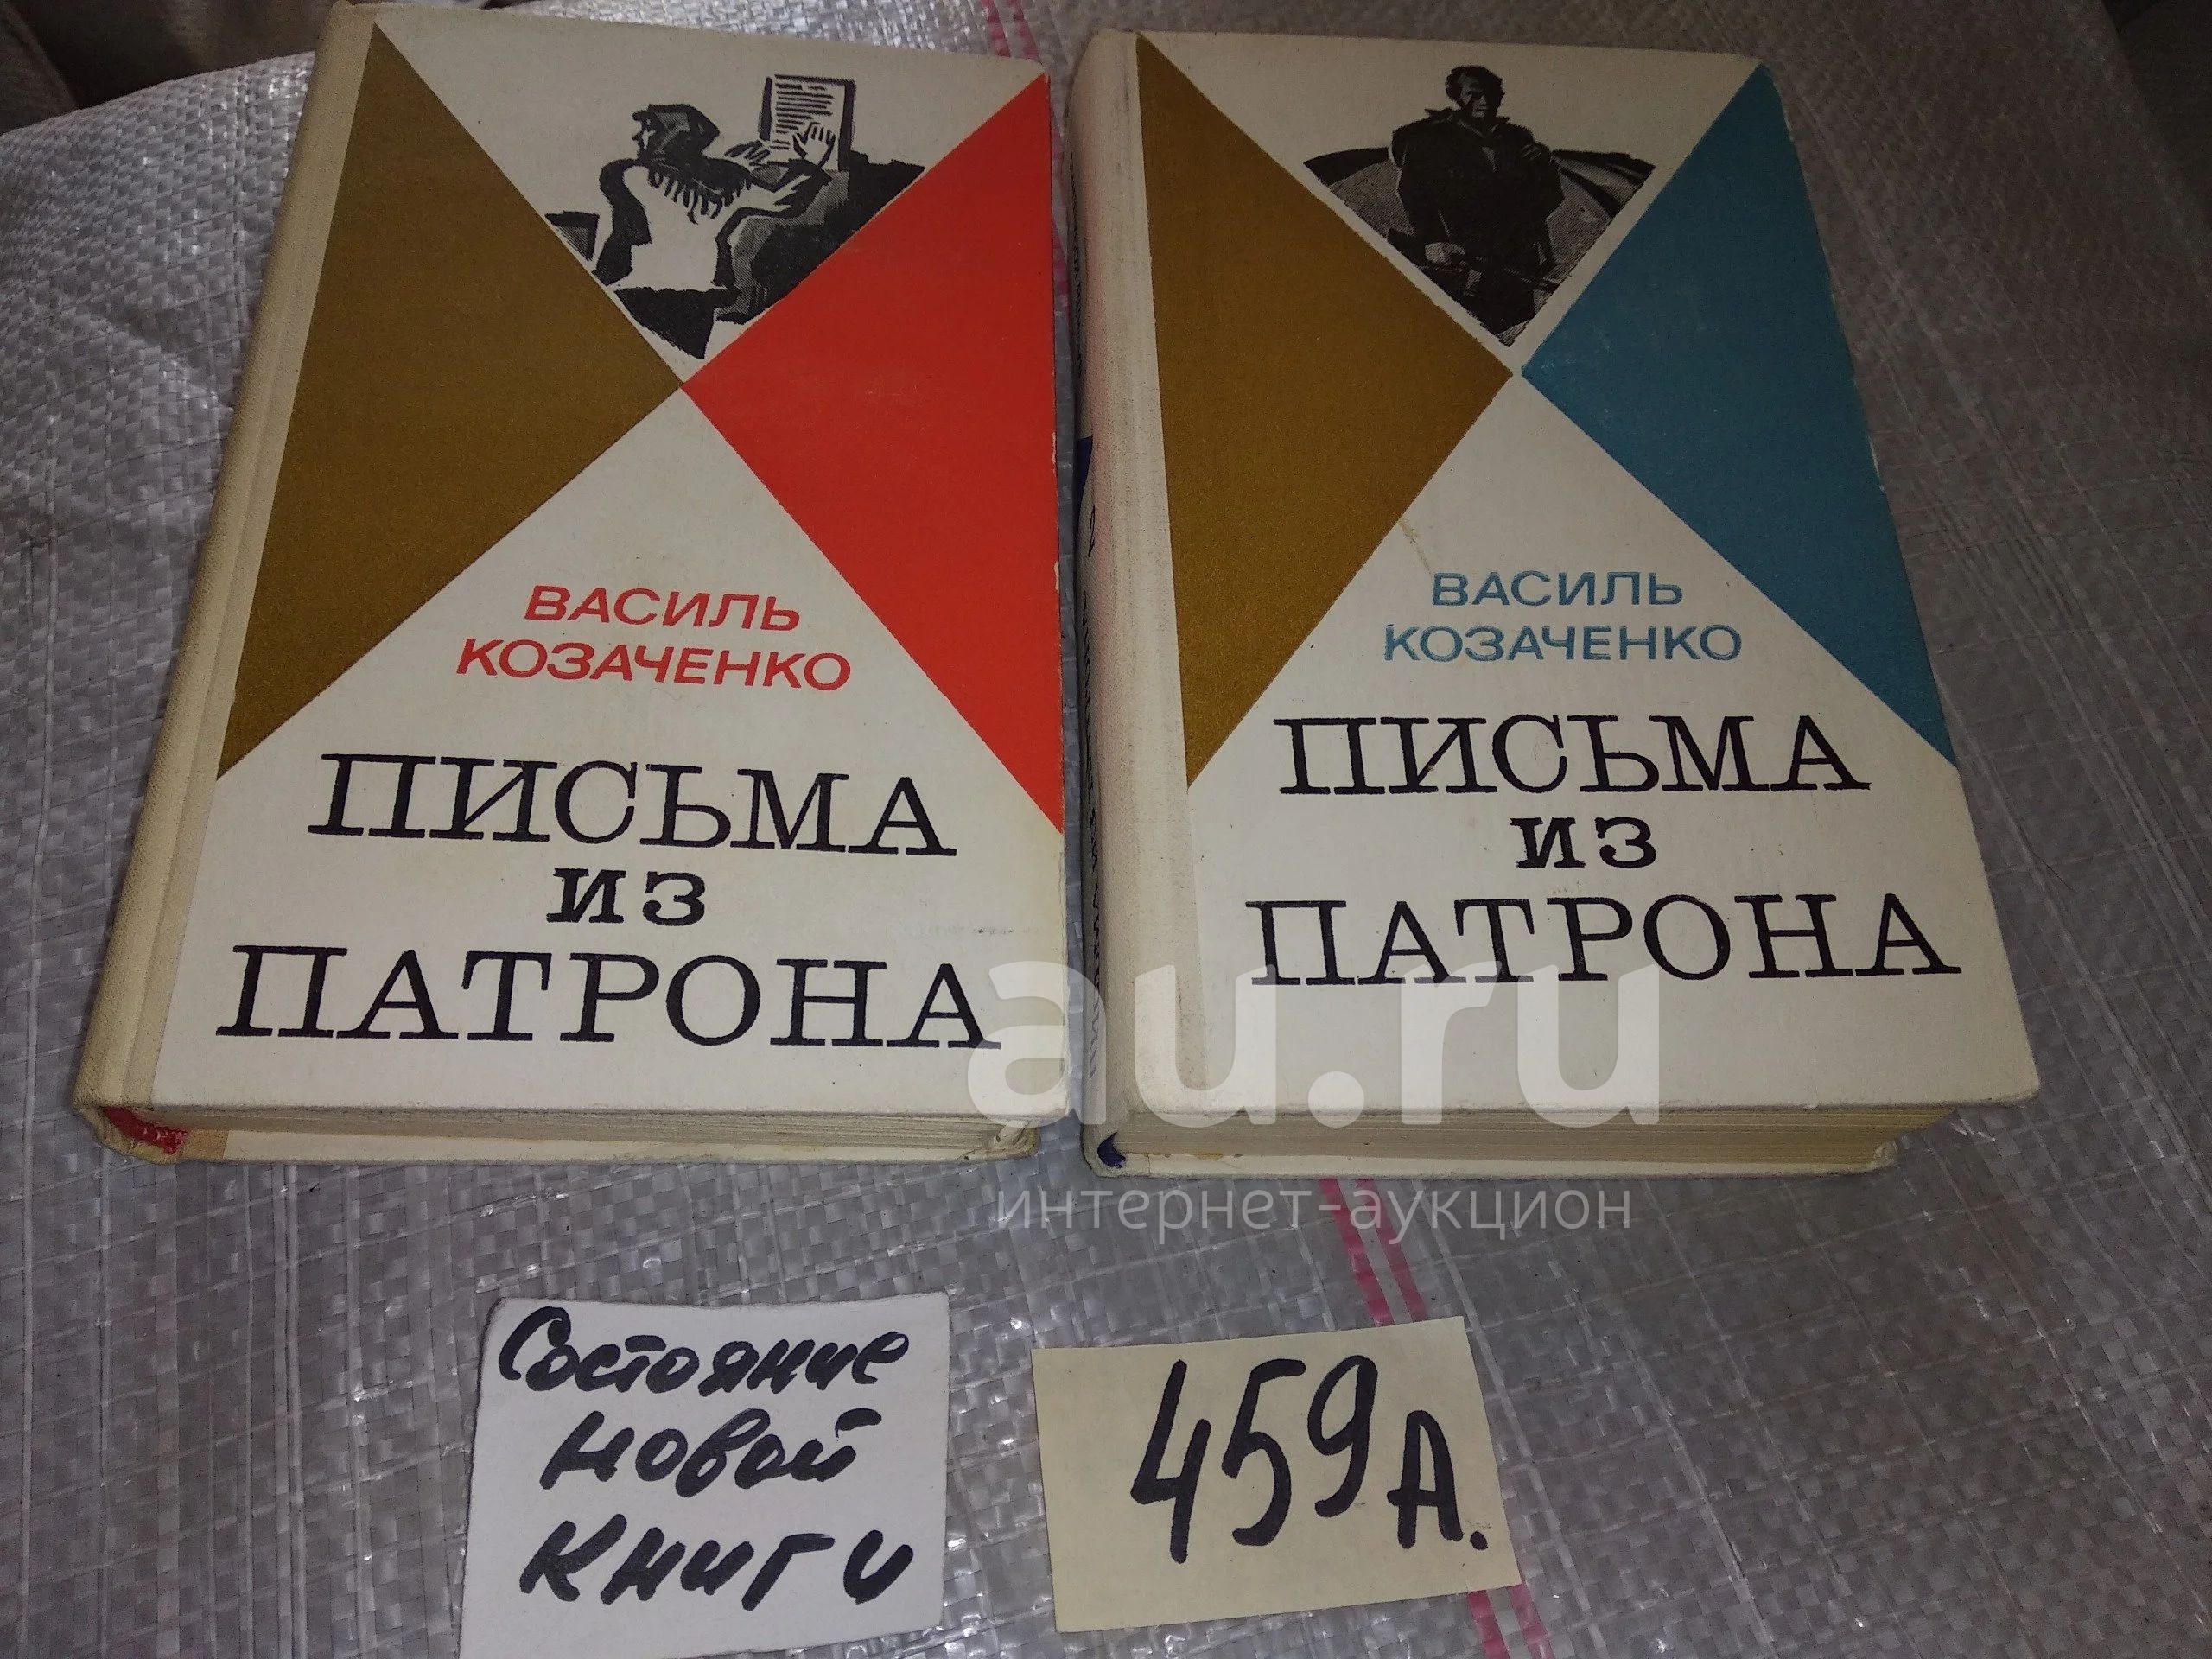 ВАСИЛЬ
КОЗАЧЕНКО
ПИСЬМА
ИЗ
ПАТРОНА
ВАСИЛЬ
КОЗАЧЕНКО
ПИСЬМА
ИЗ
ПАТРОНА
au.ru
интернет-аукцион
Состояние
новой
книги
459А.